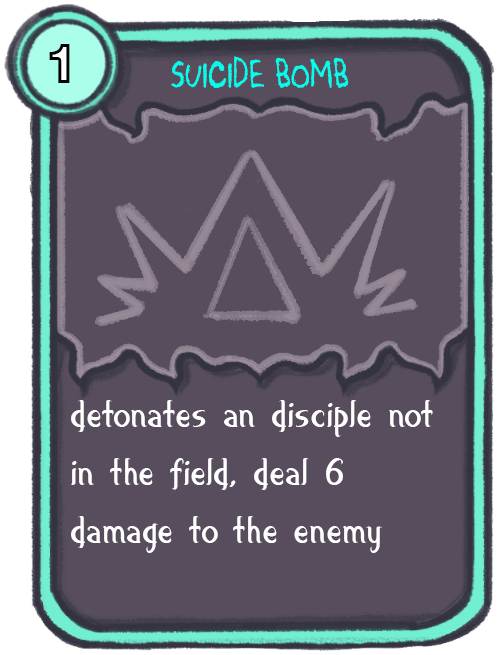 1
SUICIDE BOMB
detonates an disciple not
in the field, deal 6
damage to the enemy